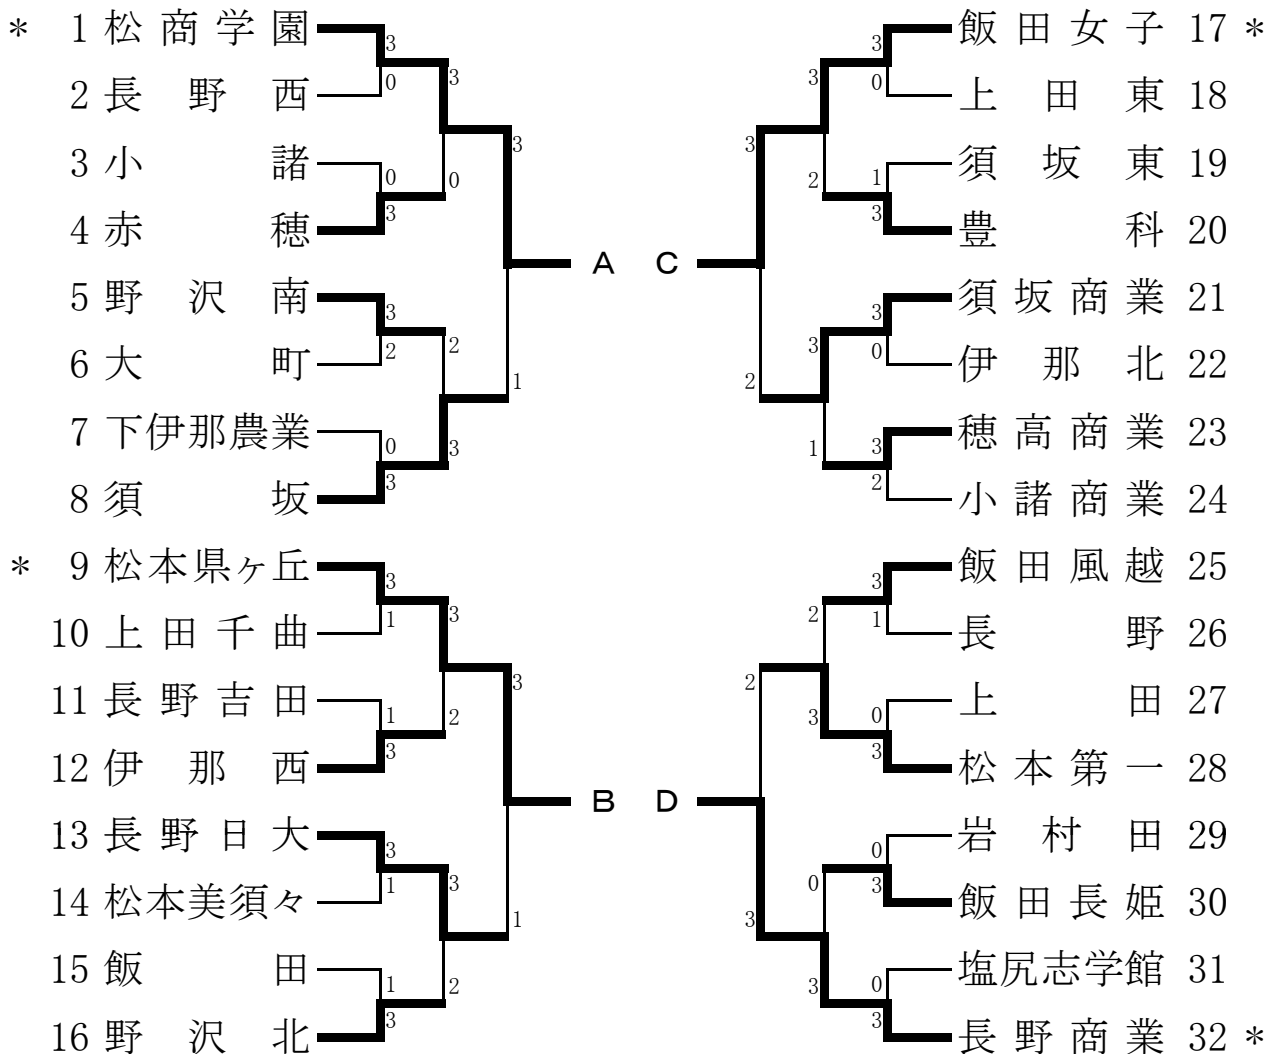 * 1 松商学園
2 長野西
3 小諸
4 赤穂
5 野沢南
6 大町
7 下伊那農業
8 須坂
* 9 松本県ヶ丘
10 上田千曲
11 長野吉田
12 伊那西
13 長野日大
14 松本美須々
15 飯田
16 野沢北
3
0
0
3
3
2
0
3
3
1
1
3
3
1
1
3
3
0
2
3
3
2
3
2
3
1
3
1
A
B
C
D
3
2
2
3
3
2
3
1
2
3
0
3
3
0
1
3
3
0
3
2
3
1
0
3
0
3
0
3
飯田女子 17 *
上田東 18
須坂東 19
豊科 20
須坂商業 21
伊那北 22
穂高商業 23
小諸商業 24
飯田風越 25
長野 26
上田 27
松本第一 28
岩村田 29
飯田長姫 30
塩尻志学館 31
長野商業 32 *